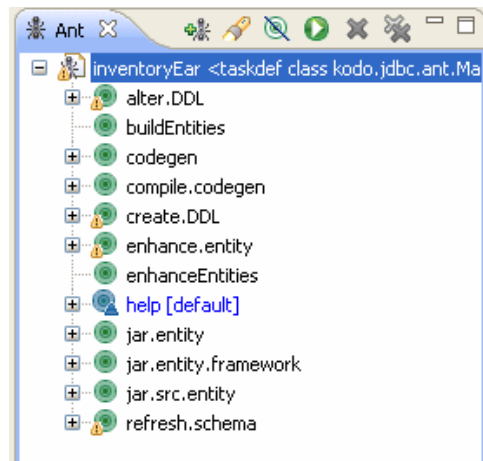 Ant
inventoryEar <taskdef class kodo.jdbc.ant.Ma
alter.DDL
buildEntities
codegen
compile.codegen
create.DDL
enhance.entity
enhanceEntities
help [default]
jar.entity
jar.entity.framework
jar.src.entity
refresh.schema